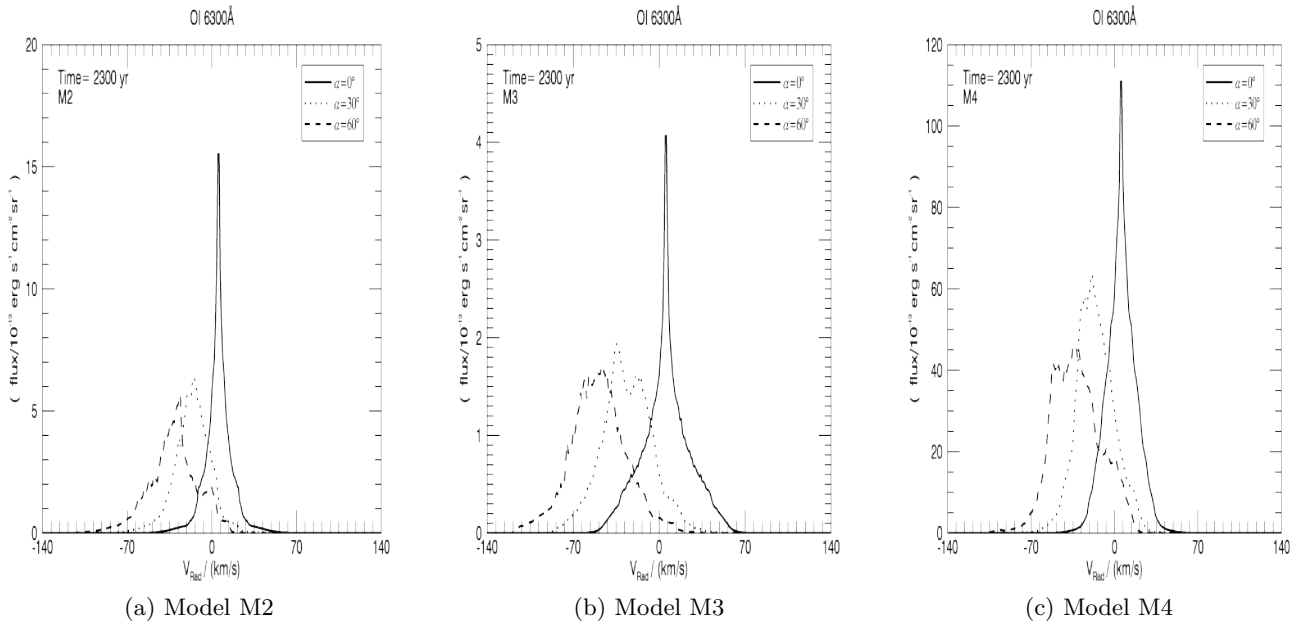 OI 6300Å
( flux/10⁻¹⁵ erg s⁻¹ cm⁻² sr⁻¹ )
20
15
10
5
0
Time= 2300 yr
M2
α=0°
α=30°
α=60°
-140 -70 0 70 140
V_Rad / (km/s)
(a) Model M2
OI 6300Å
( flux/10⁻¹⁵ erg s⁻¹ cm⁻² sr⁻¹ )
5
4
3
2
1
0
Time= 2300 yr
M3
α=0°
α=30°
α=60°
-140 -70 0 70 140
V_Rad / (km/s)
(b) Model M3
OI 6300Å
( flux/10⁻¹⁵ erg s⁻¹ cm⁻² sr⁻¹ )
120
100
80
60
40
20
0
Time= 2300 yr
M4
α=0°
α=30°
α=60°
-140 -70 0 70 140
V_Rad / (km/s)
(c) Model M4